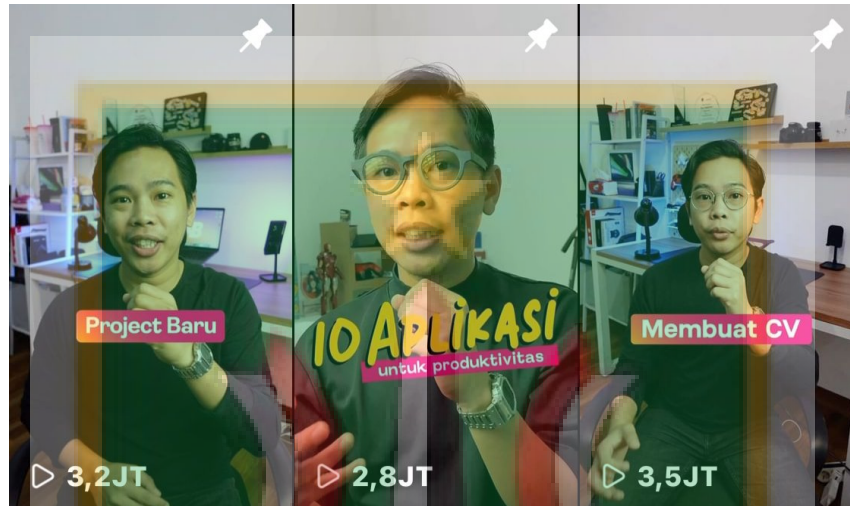 Project Baru
3,2JT
10 APLiKASi
untuk produktivitas
2,8JT
Membuat CV
3,5JT